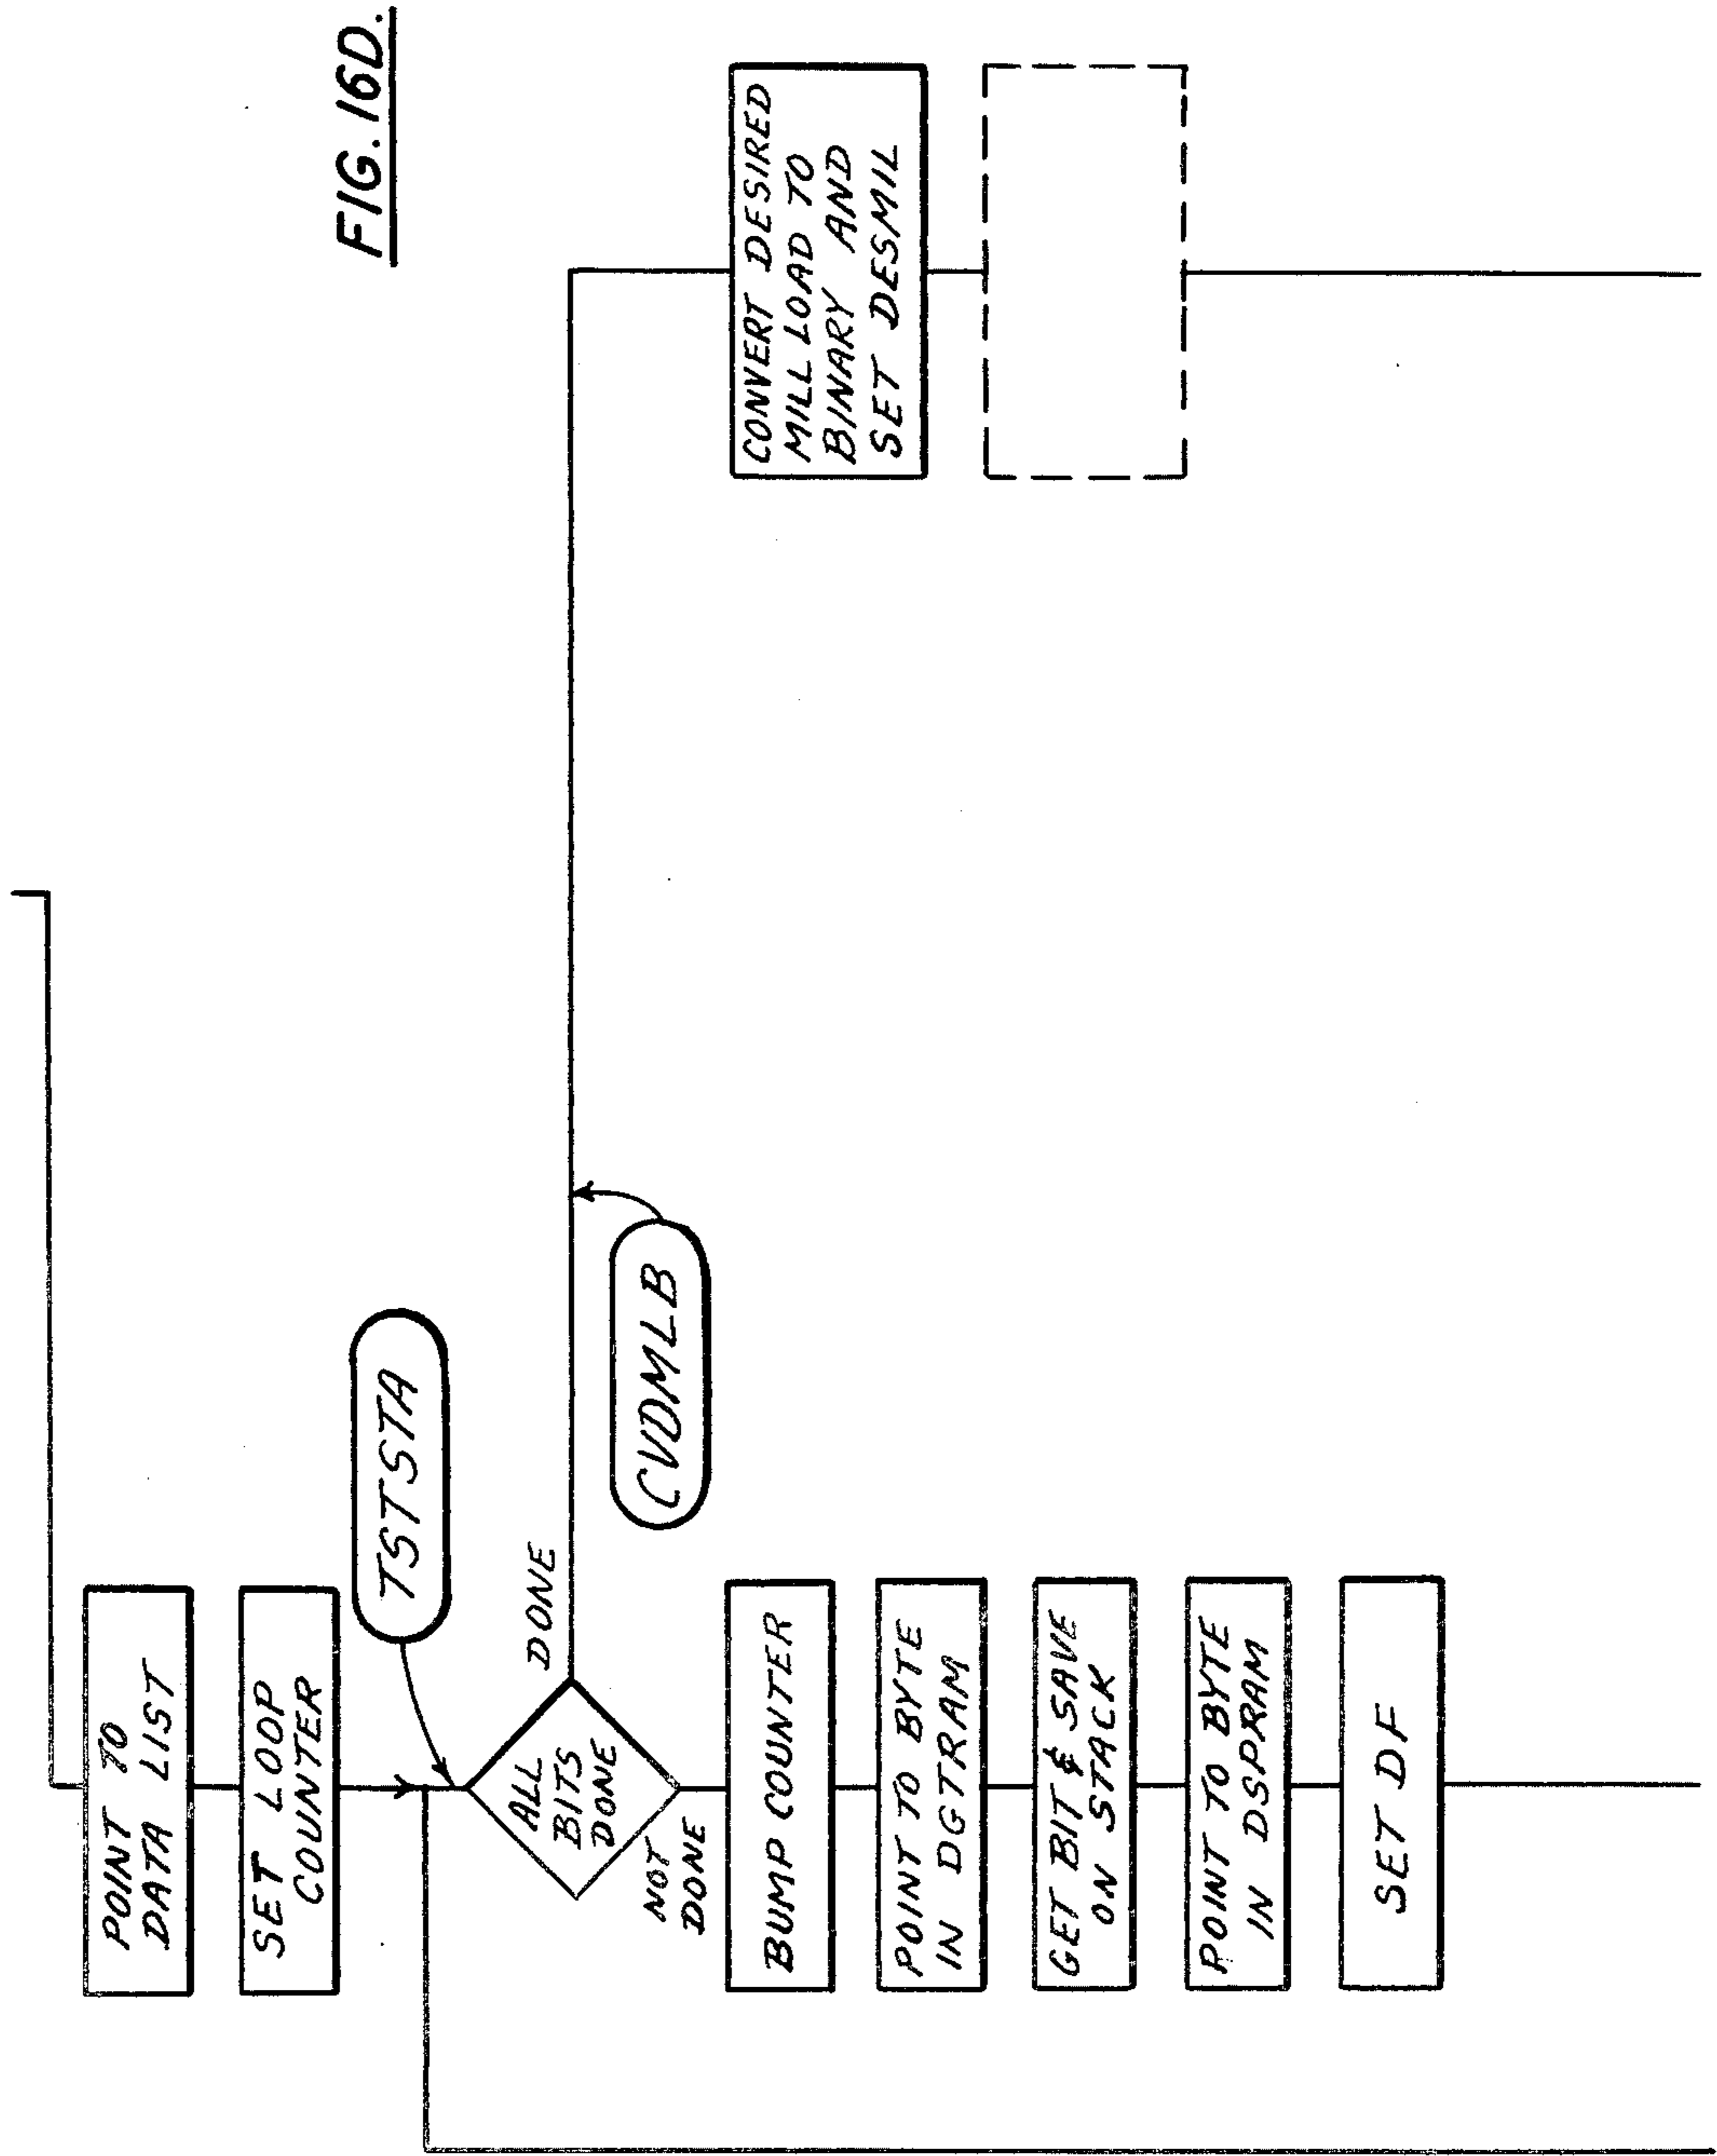 FIG. 16D.
POINT TO
DATA LIST
SET LOOP
COUNTER
TSTSTA
ALL
BITS
DONE
DONE
NOT
DONE
CVDMLB
BUMP COUNTER
POINT TO BYTE
IN DGTRAM
GET BIT & SAVE
ON STACK
POINT TO BYTE
IN DSPRAM
SET DF
CONVERT DESIRED
MILL LOAD TO
BINARY AND
SET DESMIL